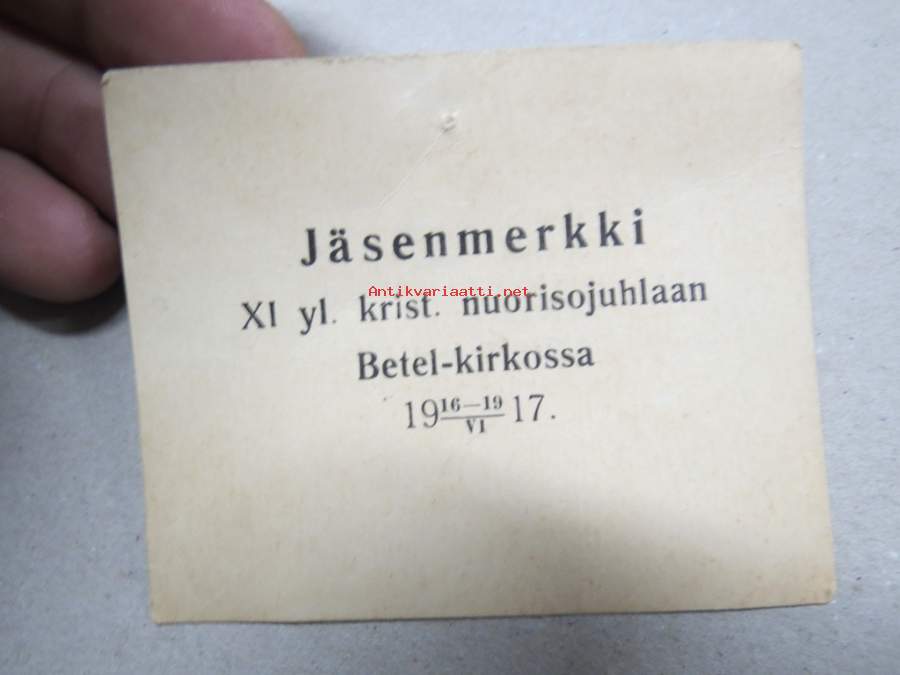 Jäsenmerkki
Antikvariaatti.net
XI yl. krist. nuorisojuhlaan
Betel-kirkossa
19 16—19/VI 17.